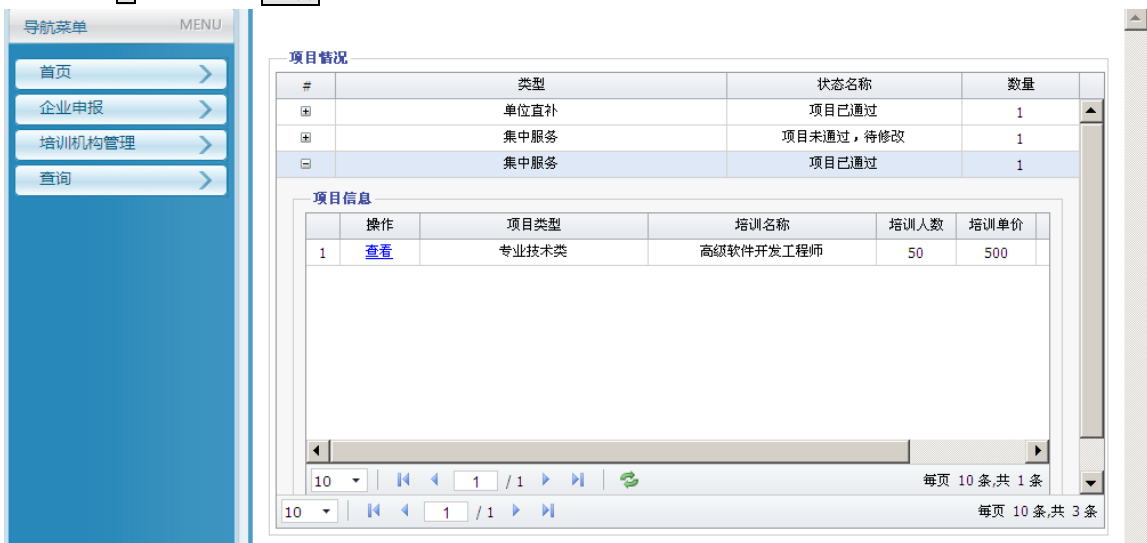 导航菜单 MENU
首页
企业申报
培训机构管理
查询
项目情况
# 类型 状态名称 数量
单位直补 项目已通过 1
集中服务 项目未通过，待修改 1
集中服务 项目已通过 1
项目信息
操作 项目类型 培训名称 培训人数 培训单价
1 查看 专业技术类 高级软件开发工程师 50 500
10 1 / 1 每页 10 条,共 1 条
10 1 / 1 每页 10 条,共 3 条